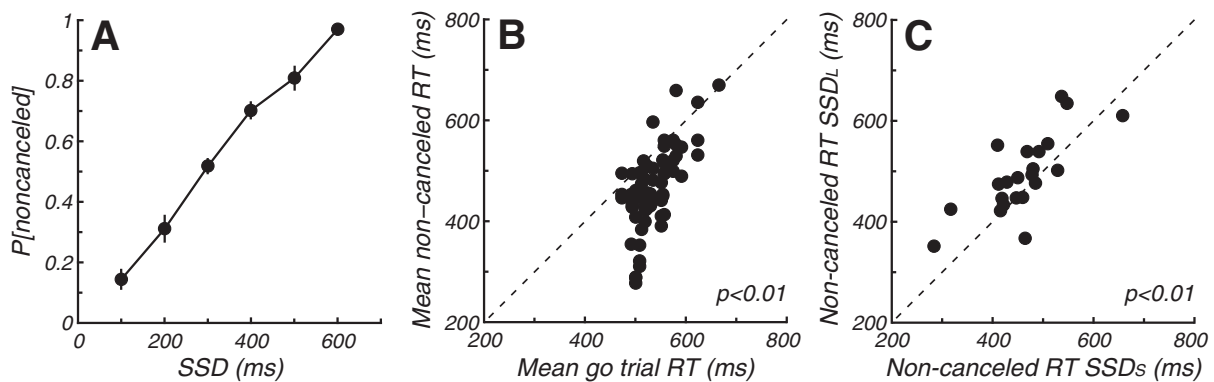 A
P[noncanceled]
1
0.8
0.6
0.4
0.2
0
200 400 600
SSD (ms)
B
Mean non–canceled RT (ms)
800
600
400
200
200 400 600 800
Mean go trial RT (ms)
p<0.01
C
Non-canceled RT SSDL (ms)
800
600
400
200
200 400 600 800
Non-canceled RT SSDS (ms)
p<0.01